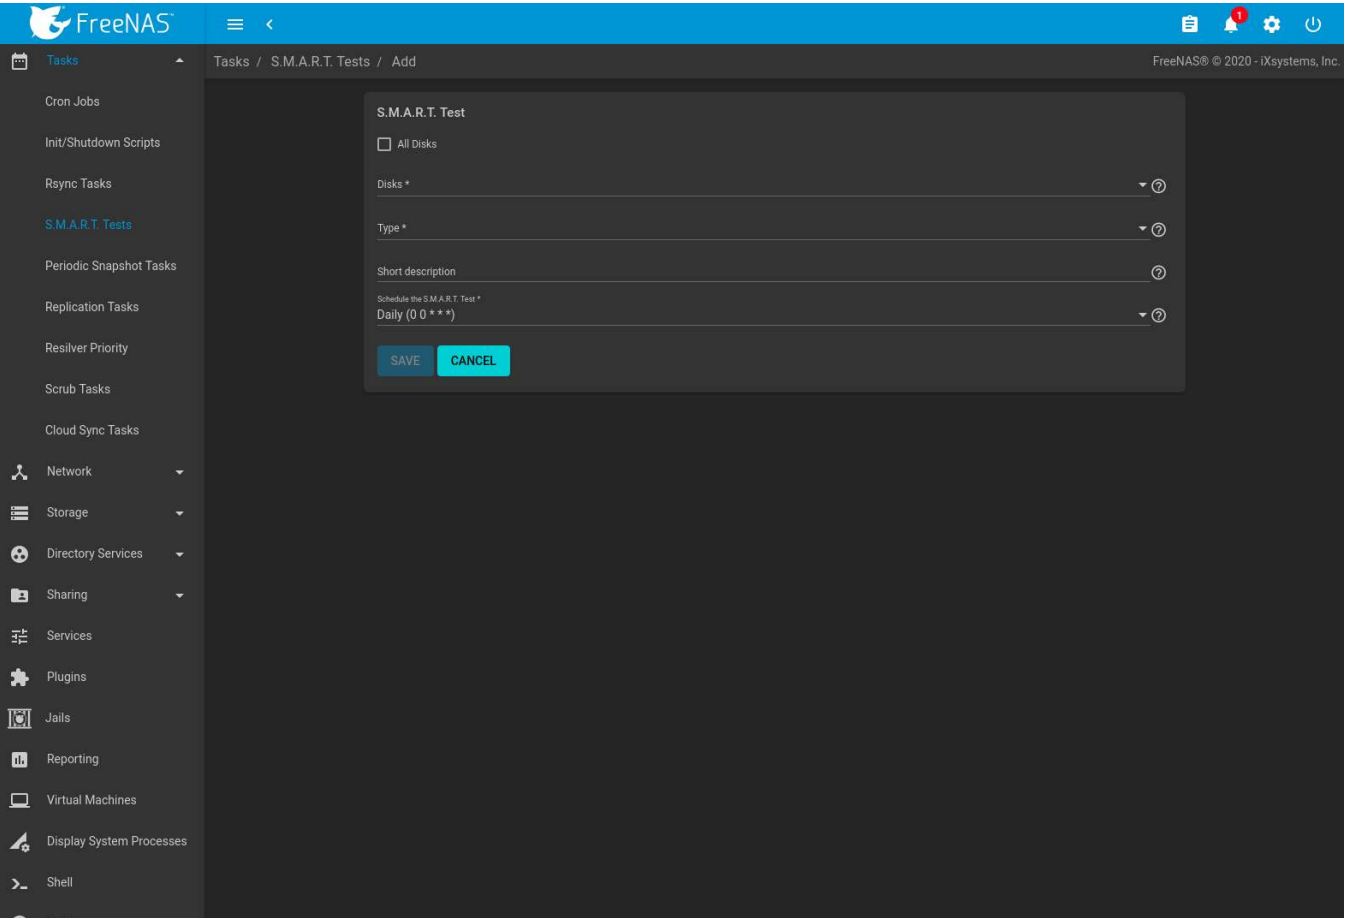 FreeNAS™
1
Tasks
Tasks / S.M.A.R.T. Tests / Add
FreeNAS® © 2020 - iXsystems, Inc.
Cron Jobs
Init/Shutdown Scripts
Rsync Tasks
S.M.A.R.T. Tests
Periodic Snapshot Tasks
Replication Tasks
Resilver Priority
Scrub Tasks
Cloud Sync Tasks
Network
Storage
Directory Services
Sharing
Services
Plugins
Jails
Reporting
Virtual Machines
Display System Processes
Shell
S.M.A.R.T. Test
All Disks
Disks *
Type *
Short description
Schedule the S.M.A.R.T. Test *
Daily (0 0 * * *)
SAVE CANCEL